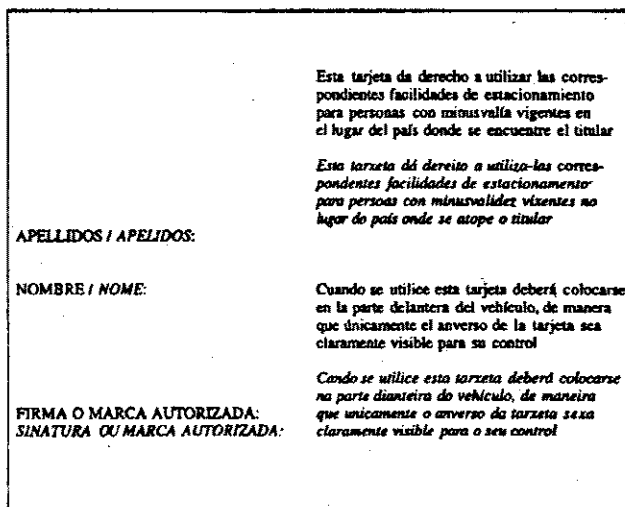 Esta tarjeta da derecho a utilizar las corres-
pondientes facilidades de estacionamiento
para personas con minusvalía vigentes en
el lugar del país donde se encuentre el titular
Esta tarxeta dá dereito a utiliza-las corres-
pondentes facilidades de estacionamento
para persoas con minusvalidez vixentes no
lugar do país onde se atope o titular
APELLIDOS / APELIDOS:
NOMBRE / NOME:
Cuando se utilice esta tarjeta deberá colocarse
en la parte delantera del vehículo, de manera
que únicamente el anverso de la tarjeta sea
claramente visible para su control
Cando se utilice esta tarxeta deberá colocarse
na parte dianteira do vehículo, de maneira
que unicamente o anverso da tarxeta sexa
claramente visible para o seu control
FIRMA O MARCA AUTORIZADA:
SINATURA OU MARCA AUTORIZADA: